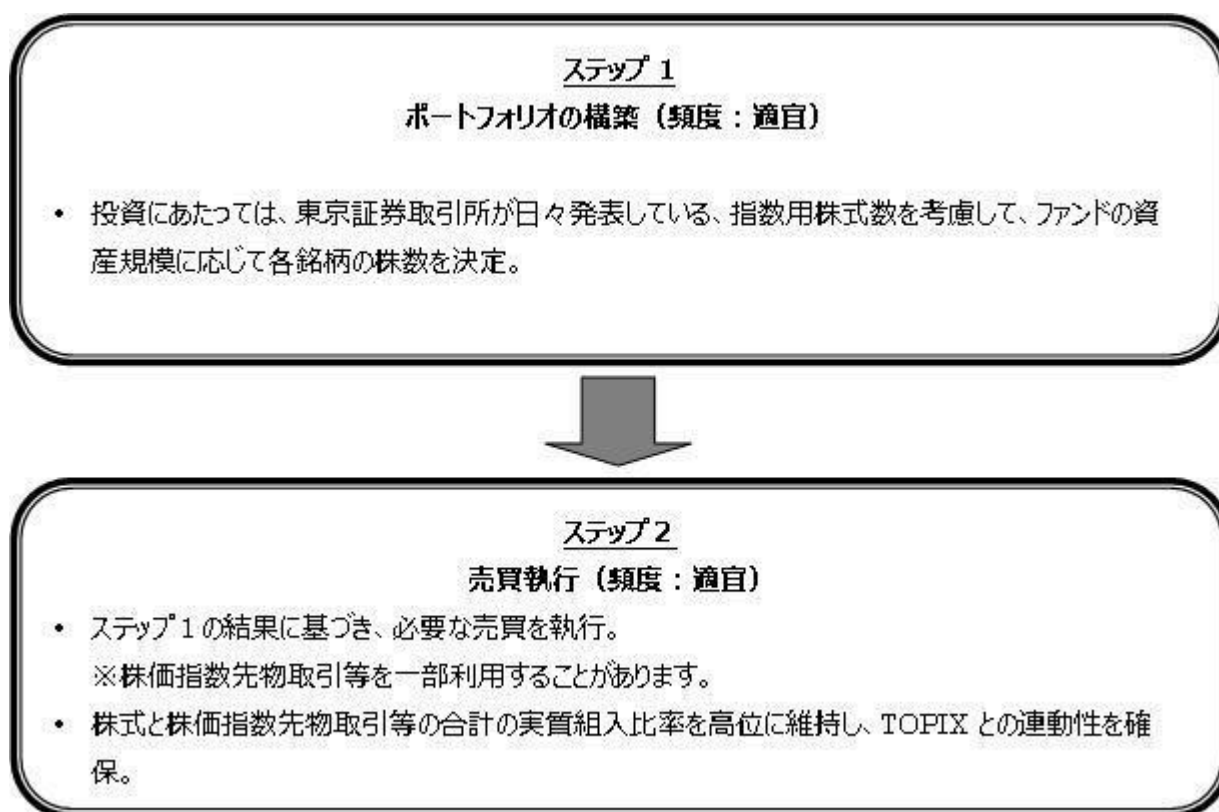 ステップ 1
ポートフォリオの構築（頻度：適宜）
• 投資にあたっては、東京証券取引所が日々発表している、指数用株式数を考慮して、ファンドの資
産規模に応じて各銘柄の株数を決定。
ステップ 2
売買執行（頻度：適宜）
• ステップ 1 の結果に基づき、必要な売買を執行。
※株価指数先物取引等を一部利用することがあります。
• 株式と株価指数先物取引等の合計の実質組入比率を高位に維持し、TOPIX との連動性を確
保。